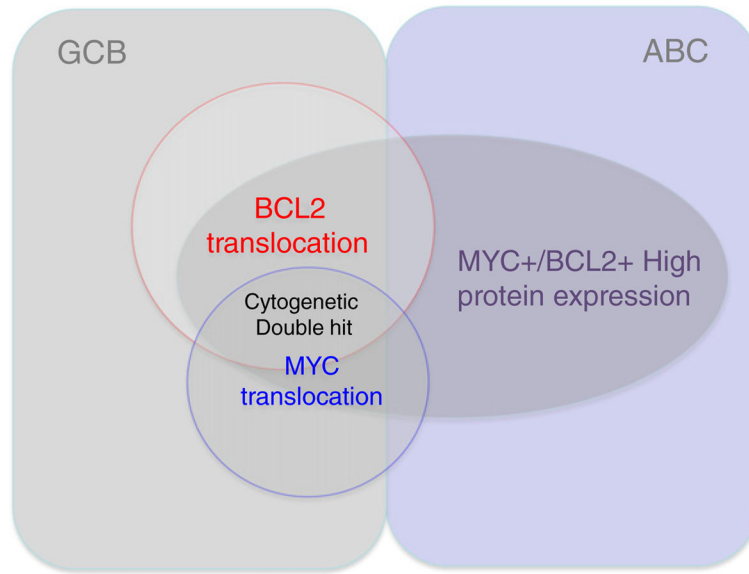 GCB
ABC
BCL2
translocation
MYC+/BCL2+ High
protein expression
Cytogenetic
Double hit
MYC
translocation